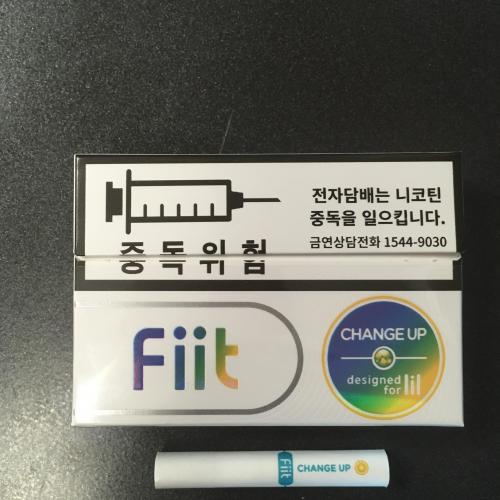 전자담배는 니코틴
중독을 일으킵니다.
금연상담전화 1544-9030
중독위험
Fiit
CHANGE UP
designed
for lil
Fiit CHANGE UP